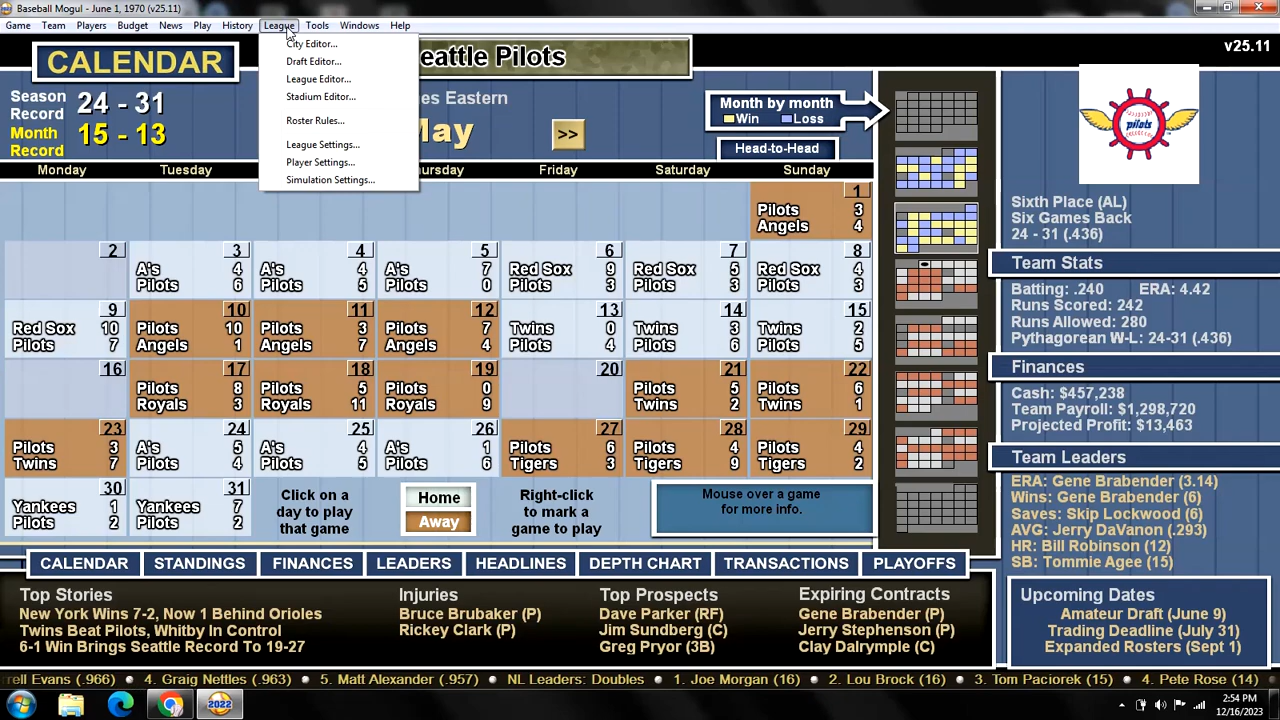 Baseball Mogul - June 1, 1970 (v25.11)
Game Team Players Budget News Play History League Tools Windows Help
City Editor...
Draft Editor...
League Editor...
Stadium Editor...
Roster Rules...
League Settings...
Player Settings...
Simulation Settings...
CALENDAR
eattle Pilots
v25.11
Season Record 24 - 31
Month Record 15 - 13
es Eastern
May
>>
Month by month
Win Loss
Head-to-Head
pilots
Monday Tuesday ursday Friday Saturday Sunday
1
Pilots 3
Angels 4
2 3 4 5 6 7 8
A's 4 A's 4 A's 7 Red Sox 9 Red Sox 5 Red Sox 4
Pilots 6 Pilots 5 Pilots 0 Pilots 3 Pilots 3 Pilots 3
9 10 11 12 13 14 15
Red Sox 10 Pilots 10 Pilots 3 Pilots 7 Twins 0 Twins 3 Twins 2
Pilots 7 Angels 1 Angels 7 Angels 4 Pilots 4 Pilots 6 Pilots 5
16 17 18 19 20 21 22
Pilots 8 Pilots 5 Pilots 0 Pilots 5 Pilots 6
Royals 3 Royals 11 Royals 9 Twins 2 Twins 1
23 24 25 26 27 28 29
Pilots 3 A's 5 A's 4 A's 1 Pilots 6 Pilots 4 Pilots 4
Twins 7 Pilots 4 Pilots 5 Pilots 6 Tigers 3 Tigers 9 Tigers 2
30 31
Yankees 1 Yankees 7
Pilots 2 Pilots 2
Click on a
day to play
that game
Home
Away
Right-click
to mark a
game to play
Mouse over a game
for more info.
Sixth Place (AL)
Six Games Back
24 - 31 (.436)
Team Stats
Batting: .240 ERA: 4.42
Runs Scored: 242
Runs Allowed: 280
Pythagorean W-L: 24-31 (.436)
Finances
Cash: $457,238
Team Payroll: $1,298,720
Projected Profit: $13,463
Team Leaders
ERA: Gene Brabender (3.14)
Wins: Gene Brabender (6)
Saves: Skip Lockwood (6)
AVG: Jerry DaVanon (.293)
HR: Bill Robinson (12)
SB: Tommie Agee (15)
CALENDAR STANDINGS FINANCES LEADERS HEADLINES DEPTH CHART TRANSACTIONS PLAYOFFS
Top Stories
New York Wins 7-2, Now 1 Behind Orioles
Twins Beat Pilots, Whitby In Control
6-1 Win Brings Seattle Record To 19-27
Injuries
Bruce Brubaker (P)
Rickey Clark (P)
Top Prospects
Dave Parker (RF)
Jim Sundberg (C)
Greg Pryor (3B)
Expiring Contracts
Gene Brabender (P)
Jerry Stephenson (P)
Clay Dalrymple (C)
Upcoming Dates
Amateur Draft (June 9)
Trading Deadline (July 31)
Expanded Rosters (Sept 1)
rrell Evans (.966) • 4. Graig Nettles (.963) • 5. Matt Alexander (.957) • NL Leaders: Doubles • 1. Joe Morgan (16) • 2. Lou Brock (16) • 3. Tom Paciorek (15) • 4. Pete Rose (14) •
2022
2:54 PM
12/16/2023